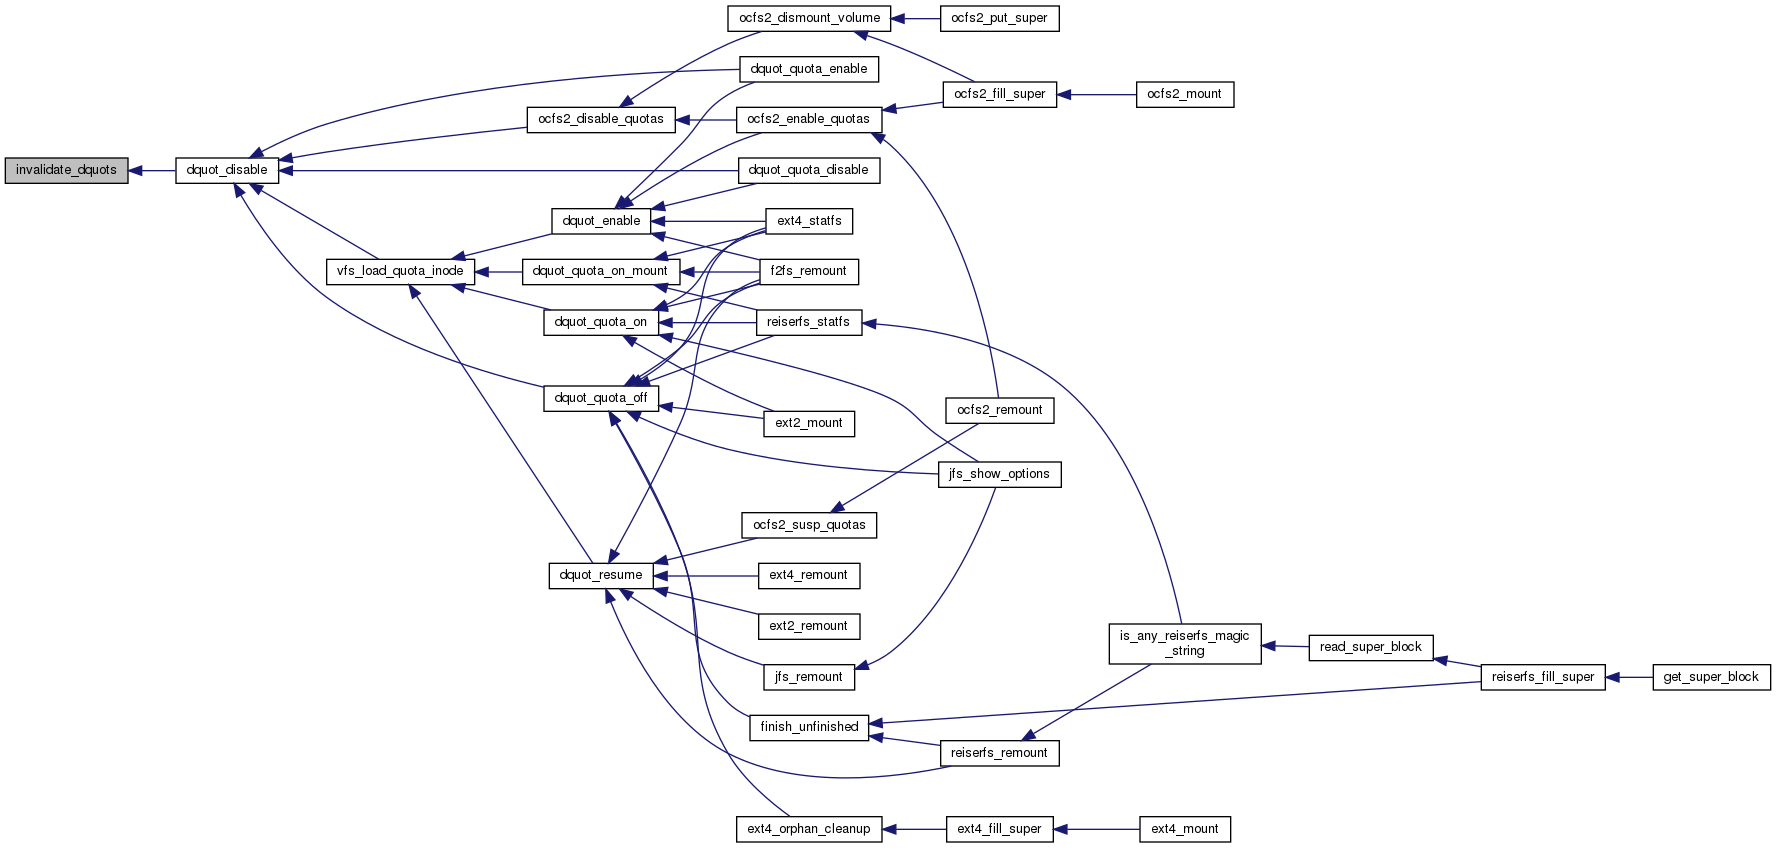 ocfs2_dismount_volume
ocfs2_put_super
dquot_quota_enable
ocfs2_fill_super
ocfs2_mount
ocfs2_disable_quotas
ocfs2_enable_quotas
invalidate_dquots
dquot_disable
dquot_quota_disable
dquot_enable
ext4_statfs
vfs_load_quota_inode
dquot_quota_on_mount
f2fs_remount
dquot_quota_on
reiserfs_statfs
dquot_quota_off
ocfs2_remount
ext2_mount
jfs_show_options
ocfs2_susp_quotas
dquot_resume
ext4_remount
ext2_remount
is_any_reiserfs_magic
_string
read_super_block
jfs_remount
reiserfs_fill_super
get_super_block
finish_unfinished
reiserfs_remount
ext4_orphan_cleanup
ext4_fill_super
ext4_mount